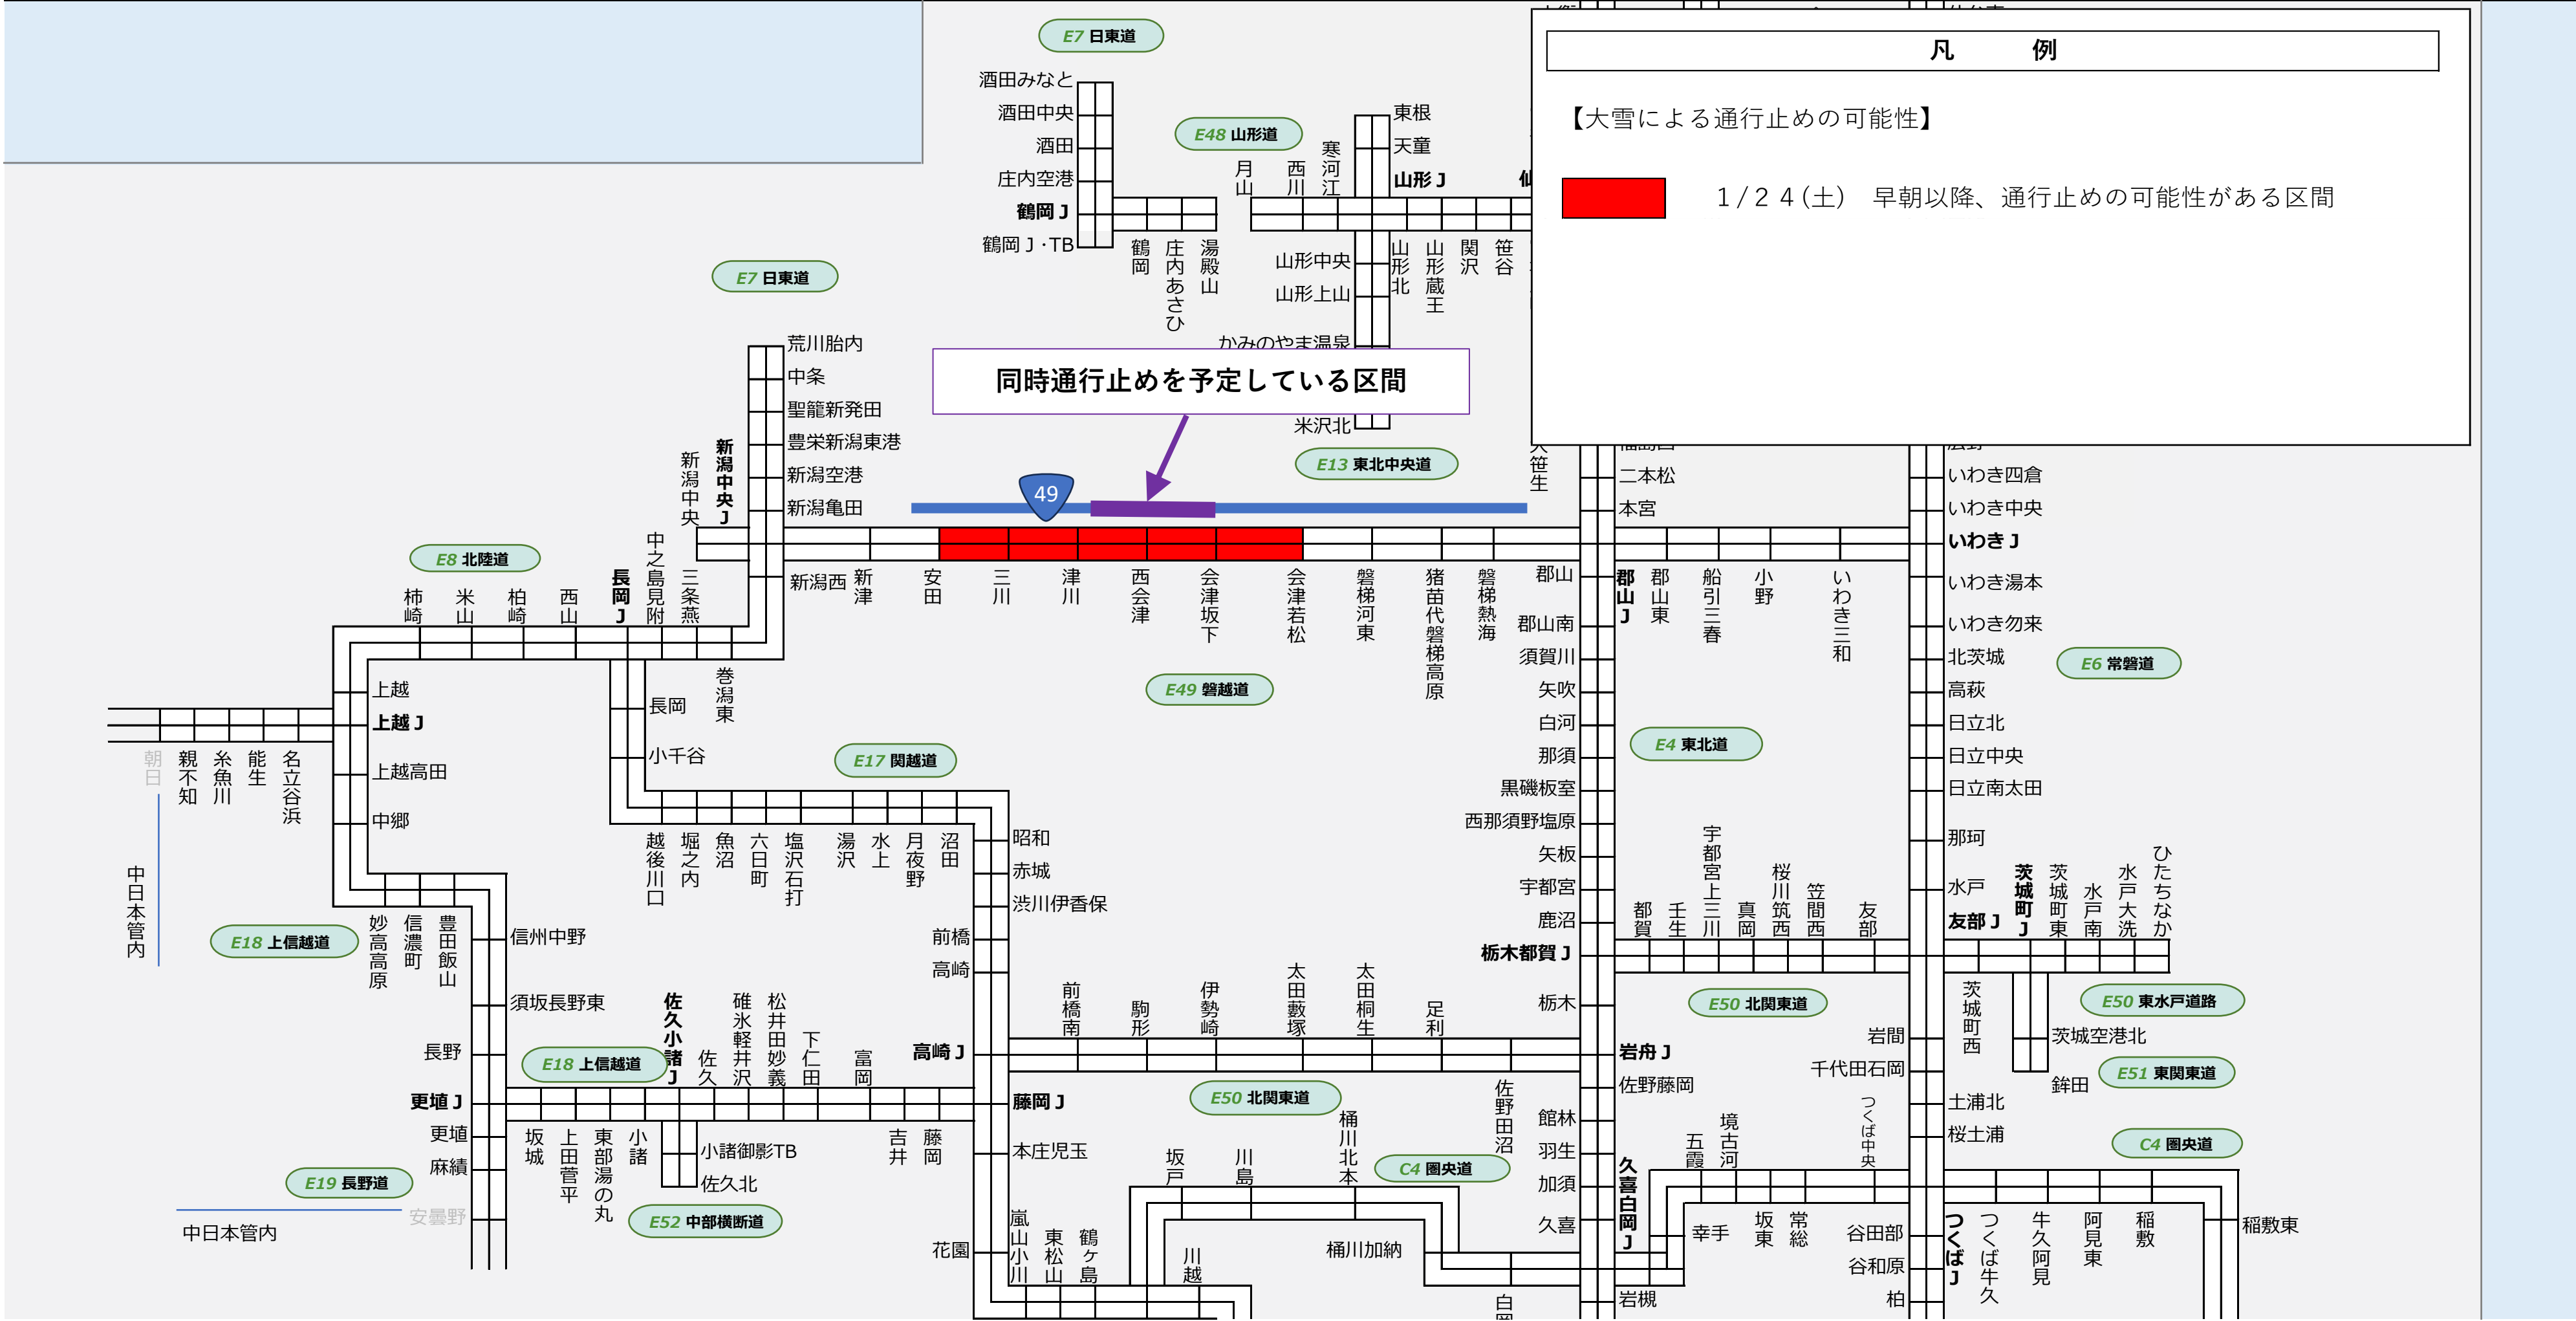 凡 例
【大雪による通行止めの可能性】
１/２４(土) 早朝以降、通行止めの可能性がある区間
E7 日東道
酒田みなと
酒田中央
酒田
庄内空港
鶴岡Ｊ
鶴岡Ｊ･TB
鶴岡
庄内あさひ
湯殿山
E48 山形道
月山
西川
寒河江
東根
天童
山形Ｊ
山形中央
山形上山
かみのやま温泉
米沢北
山形北
山形蔵王
関沢
笹谷
E7 日東道
荒川胎内
中条
聖籠新発田
豊栄新潟東港
新潟空港
新潟亀田
新潟中央
新潟中央Ｊ
同時通行止めを予定している区間
E13 東北中央道
49
新潟西
新津
安田
三川
津川
西会津
会津坂下
会津若松
磐梯河東
猪苗代磐梯高原
磐梯熱海
E49 磐越道
二本松
本宮
郡山
郡山Ｊ
郡山東
船引三春
小野
いわき三和
郡山南
須賀川
矢吹
白河
那須
黒磯板室
西那須野塩原
矢板
宇都宮
鹿沼
栃木都賀Ｊ
栃木
岩舟Ｊ
佐野藤岡
館林
羽生
加須
久喜
久喜白岡Ｊ
岩槻
E4 東北道
いわき四倉
いわき中央
いわきＪ
いわき湯本
いわき勿来
北茨城
高萩
日立北
日立中央
日立南太田
那珂
水戸
友部Ｊ
E6 常磐道
岩間
千代田石岡
土浦北
桜土浦
谷田部
谷和原
柏
E8 北陸道
柿崎
米山
柏崎
西山
長岡Ｊ
中之島見附
三条燕
巻潟東
上越
上越Ｊ
上越高田
中郷
朝日
親不知
糸魚川
能生
名立谷浜
中日本管内
長岡
小千谷
E17 関越道
越後川口
堀之内
魚沼
六日町
塩沢石打
湯沢
水上
月夜野
沼田
昭和
赤城
渋川伊香保
前橋
高崎
高崎Ｊ
藤岡Ｊ
本庄児玉
花園
嵐山小川
東松山
鶴ヶ島
川越
E18 上信越道
妙高高原
信濃町
豊田飯山
信州中野
須坂長野東
長野
更埴Ｊ
更埴
麻績
安曇野
E19 長野道
中日本管内
E18 上信越道
佐久小諸Ｊ
佐久
碓氷軽井沢
松井田妙義
下仁田
富岡
坂城
上田菅平
東部湯の丸
小諸
吉井
藤岡
小諸御影TB
佐久北
E52 中部横断道
前橋南
駒形
伊勢崎
太田藪塚
太田桐生
足利
佐野田沼
E50 北関東道
都賀
壬生
宇都宮上三川
真岡
桜川筑西
笠間西
友部
E50 北関東道
茨城町Ｊ
茨城町東
水戸南
水戸大洗
ひたちなか
茨城町西
E50 東水戸道路
茨城空港北
鉾田
E51 東関東道
C4 圏央道
坂戸
川島
桶川北本
桶川加納
C4 圏央道
五霞
境古河
つくば中央
幸手
坂東
常総
つくばＪ
つくば牛久
牛久阿見
阿見東
稲敷
稲敷東